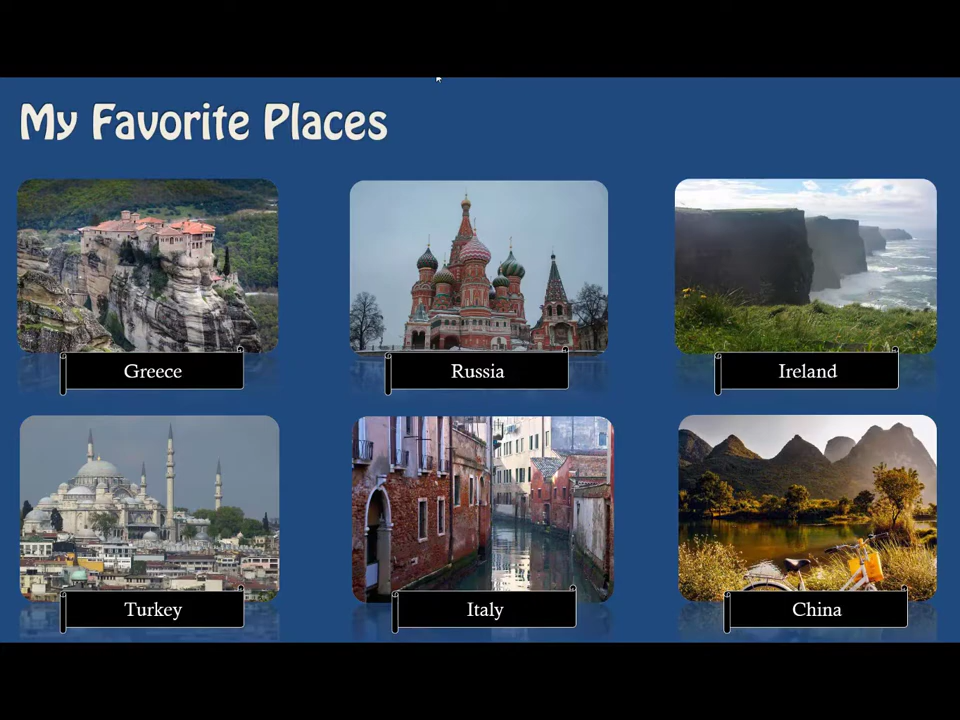 My Favorite Places
Greece
Russia
Ireland
Turkey
Italy
China